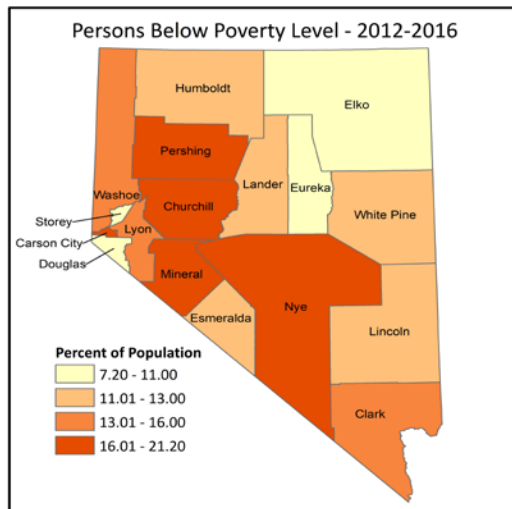 Persons Below Poverty Level - 2012-2016
Humboldt
Elko
Pershing
Lander
Eureka
Washoe
Churchill
White Pine
Storey
Lyon
Carson City
Douglas
Mineral
Nye
Esmeralda
Lincoln
Clark
Percent of Population
7.20 - 11.00
11.01 - 13.00
13.01 - 16.00
16.01 - 21.20